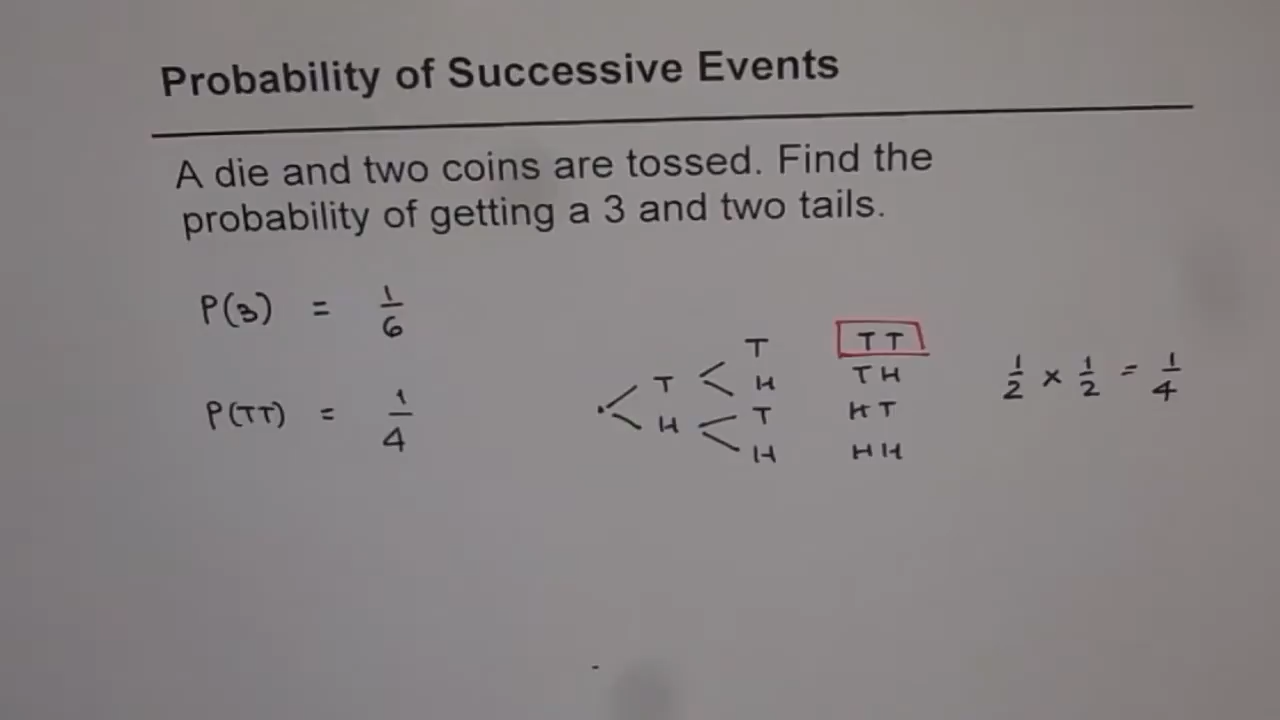 Probability of Successive Events
A die and two coins are tossed. Find the
probability of getting a 3 and two tails.
P(3) = 1/6
P(TT) = 1/4
T T TT
H TH
H T HT
H HH
1/2 × 1/2 = 1/4